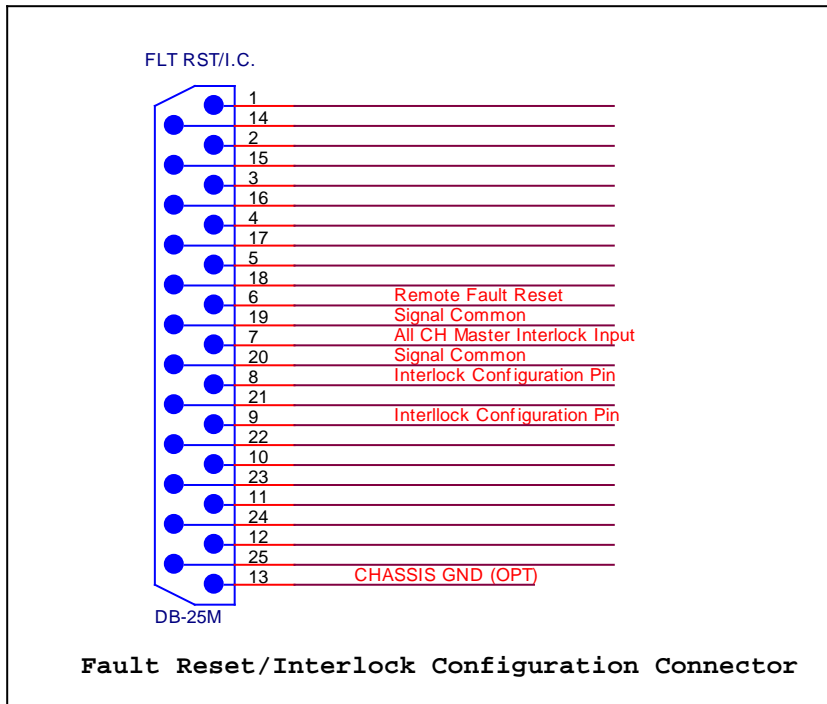 FLT RST/I.C.
1
14
2
15
3
16
4
17
5
18
6 Remote Fault Reset
19 Signal Common
7 All CH Master Interlock Input
20 Signal Common
8 Interlock Configuration Pin
21
9 Interllock Configuration Pin
22
10
23
11
24
12
25
13 CHASSIS GND (OPT)
DB-25M
Fault Reset/Interlock Configuration Connector